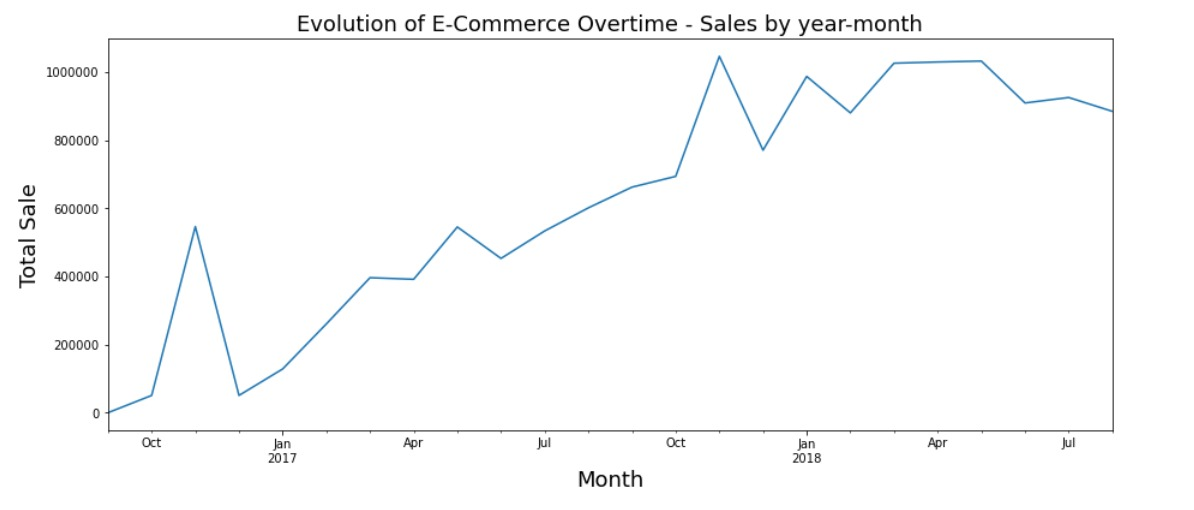 Evolution of E-Commerce Overtime - Sales by year-month
Total Sale
1000000
800000
600000
400000
200000
0
Oct Jan Apr Jul Oct Jan Apr Jul
2017 2018
Month